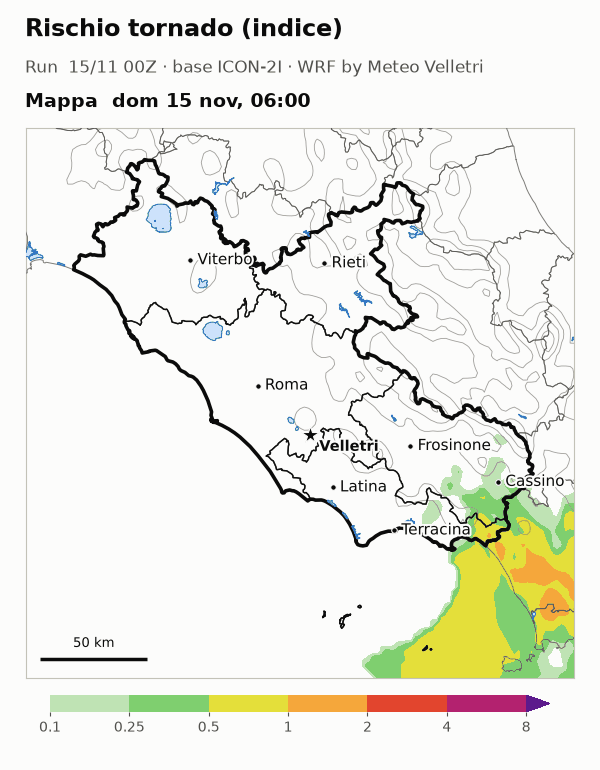 Rischio tornado (indice)
Run  15/11 00Z · base ICON-2I · WRF by Meteo Velletri
Mappa  dom 15 nov, 06:00
Viterbo
Rieti
Roma
Velletri
Frosinone
Latina
Cassino
Terracina
50 km
0.1 0.25 0.5 1 2 4 8